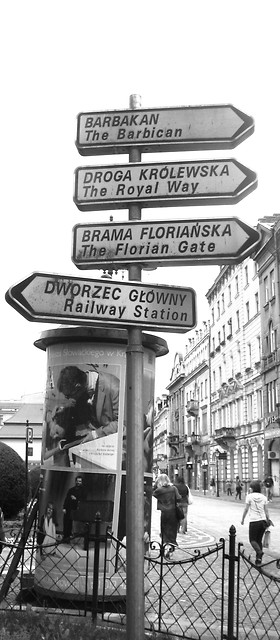 BARBAKAN
The Barbican
DROGA KRÓLEWSKA
The Royal Way
BRAMA FLORIAŃSKA
The Florian Gate
DWORZEC GŁÓWNY
Railway Station